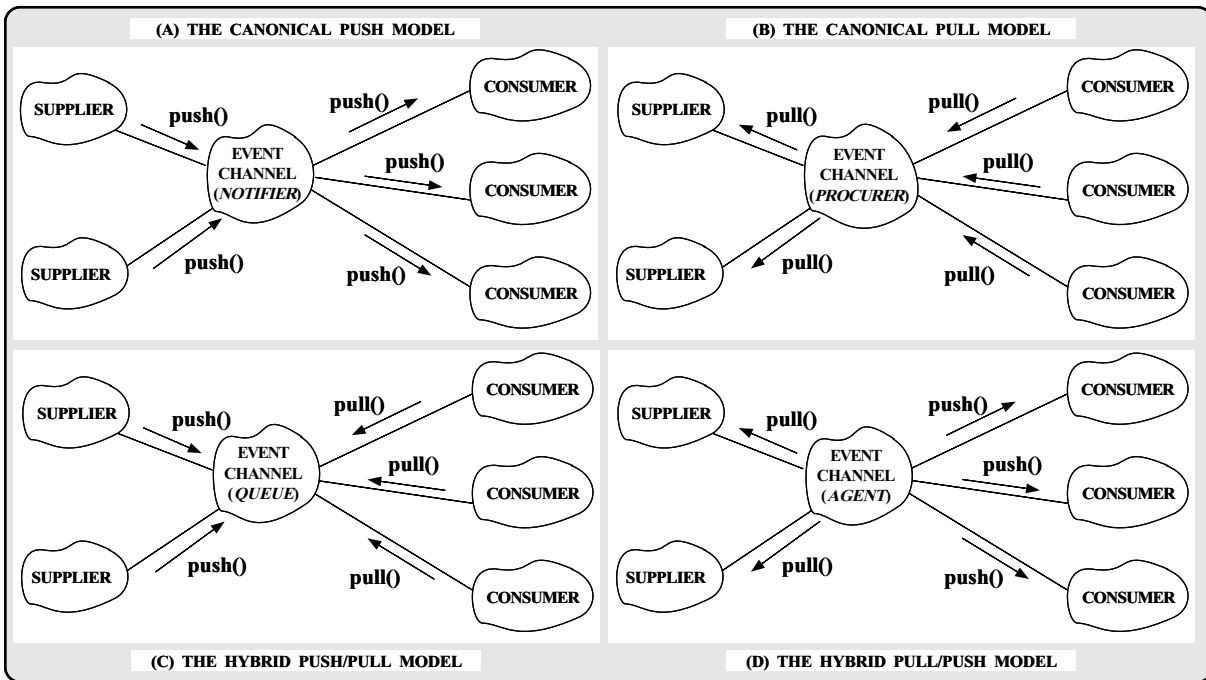 (A) THE CANONICAL PUSH MODEL
SUPPLIER
push()
EVENT
CHANNEL
(NOTIFIER)
SUPPLIER
push()
push()
CONSUMER
push()
CONSUMER
push()
CONSUMER
(B) THE CANONICAL PULL MODEL
SUPPLIER
pull()
EVENT
CHANNEL
(PROCURER)
SUPPLIER
pull()
pull()
CONSUMER
pull()
CONSUMER
pull()
CONSUMER
SUPPLIER
push()
EVENT
CHANNEL
(QUEUE)
SUPPLIER
push()
pull()
CONSUMER
pull()
CONSUMER
pull()
CONSUMER
(C) THE HYBRID PUSH/PULL MODEL
SUPPLIER
pull()
EVENT
CHANNEL
(AGENT)
SUPPLIER
pull()
push()
CONSUMER
push()
CONSUMER
push()
CONSUMER
(D) THE HYBRID PULL/PUSH MODEL